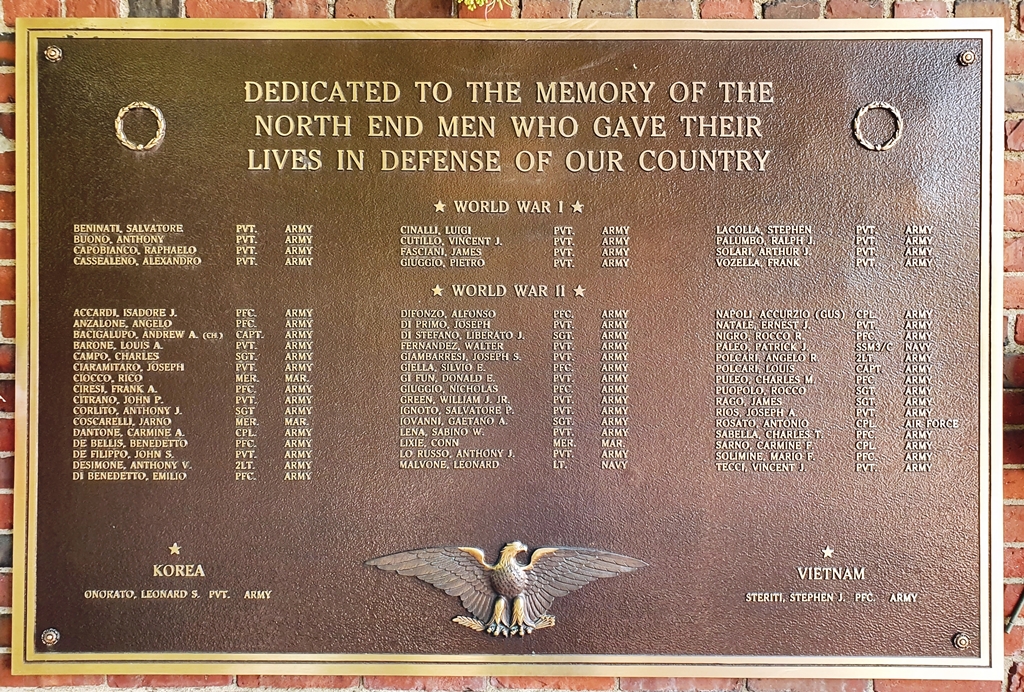 DEDICATED TO THE MEMORY OF THE
NORTH END MEN WHO GAVE THEIR
LIVES IN DEFENSE OF OUR COUNTRY
WORLD WAR I
BENINATI, SALVATORE PVT. ARMY
BUONO, ANTHONY PVT. ARMY
CAPOBIANCO, RAPHAELO PVT. ARMY
CASSEALENO, ALEXANDRO PVT. ARMY
CINALLI, LUIGI PVT. ARMY
CUTILLO, VINCENT J. PVT. ARMY
FASCIANI, JAMES PVT. ARMY
GIUGGIO, PIETRO PVT. ARMY
LACOLLA, STEPHEN PVT. ARMY
PALUMBO, RALPH J. PVT. ARMY
SOLARI, ARTHUR J. PVT. ARMY
VOZELLA, FRANK PVT. ARMY
WORLD WAR II
ACCARDI, ISADORE J. PFC. ARMY
ANZALONE, ANGELO PFC. ARMY
BACIGALUPO, ANDREW A. (CH.) CAPT. ARMY
BARONE, LOUIS A. PVT. ARMY
CAMPO, CHARLES SGT. ARMY
CIARAMITARO, JOSEPH PVT. ARMY
CIOCCO, RICO MER. MAR.
CIRESI, FRANK A. PFC. ARMY
CITRANO, JOHN P. PVT. ARMY
CORLITO, ANTHONY J. SGT ARMY
COSCARELLI, JARNO MER. MAR.
DANTONE, CARMINE A. CPL. ARMY
DE BELLIS, BENEDETTO PFC. ARMY
DE FILIPPO, JOHN S. PVT. ARMY
DESIMONE, ANTHONY V. 2LT. ARMY
DI BENEDETTO, EMILIO PFC. ARMY
DIFONZO, ALFONSO PFC. ARMY
DI PRIMO, JOSEPH PVT. ARMY
DI STEFANO, LIBERATO J. SGT. ARMY
FERNANDEZ, WALTER PVT. ARMY
GIAMBARRESI, JOSEPH S. PVT. ARMY
GIELLA, SILVIO E. PFC. ARMY
GI FUN, DONALD E. PVT. ARMY
GIUGGIO, NICHOLAS PFC. ARMY
GREEN, WILLIAM J. JR. PVT. ARMY
IGNOTO, SALVATORE P. PVT. ARMY
IOVANNI, GAETANO A. SGT. ARMY
LENA, SABINO W. PVT. ARMY
LIXIE, CONN MER. MAR.
LO RUSSO, ANTHONY J. PVT. ARMY
MALVONE, LEONARD LT. NAVY
NAPOLI, ACCURZIO (GUS) CPL. ARMY
NATALE, ERNEST J. PVT. ARMY
NIGRO, ROCCO R. PFC. ARMY
PALEO, PATRICK J. SSM3/C NAVY
POLCARI, ANGELO R. 2LT. ARMY
POLCARI, LOUIS CAPT ARMY
PULEO, CHARLES M. PFC. ARMY
PUOPOLO, ROCCO SGT. ARMY
RAGO, JAMES SGT. ARMY
RIOS, JOSEPH A. PVT. ARMY
ROSATO, ANTONIO CPL. AIR FORCE
SABELLA, CHARLES T. PFC. ARMY
SARNO, CARMINE F. CPL. ARMY
SOLIMINE, MARIO F. PFC. ARMY
TECCI, VINCENT J. PVT. ARMY
KOREA
ONORATO, LEONARD S. PVT. ARMY
VIETNAM
STERITI, STEPHEN J. PFC. ARMY